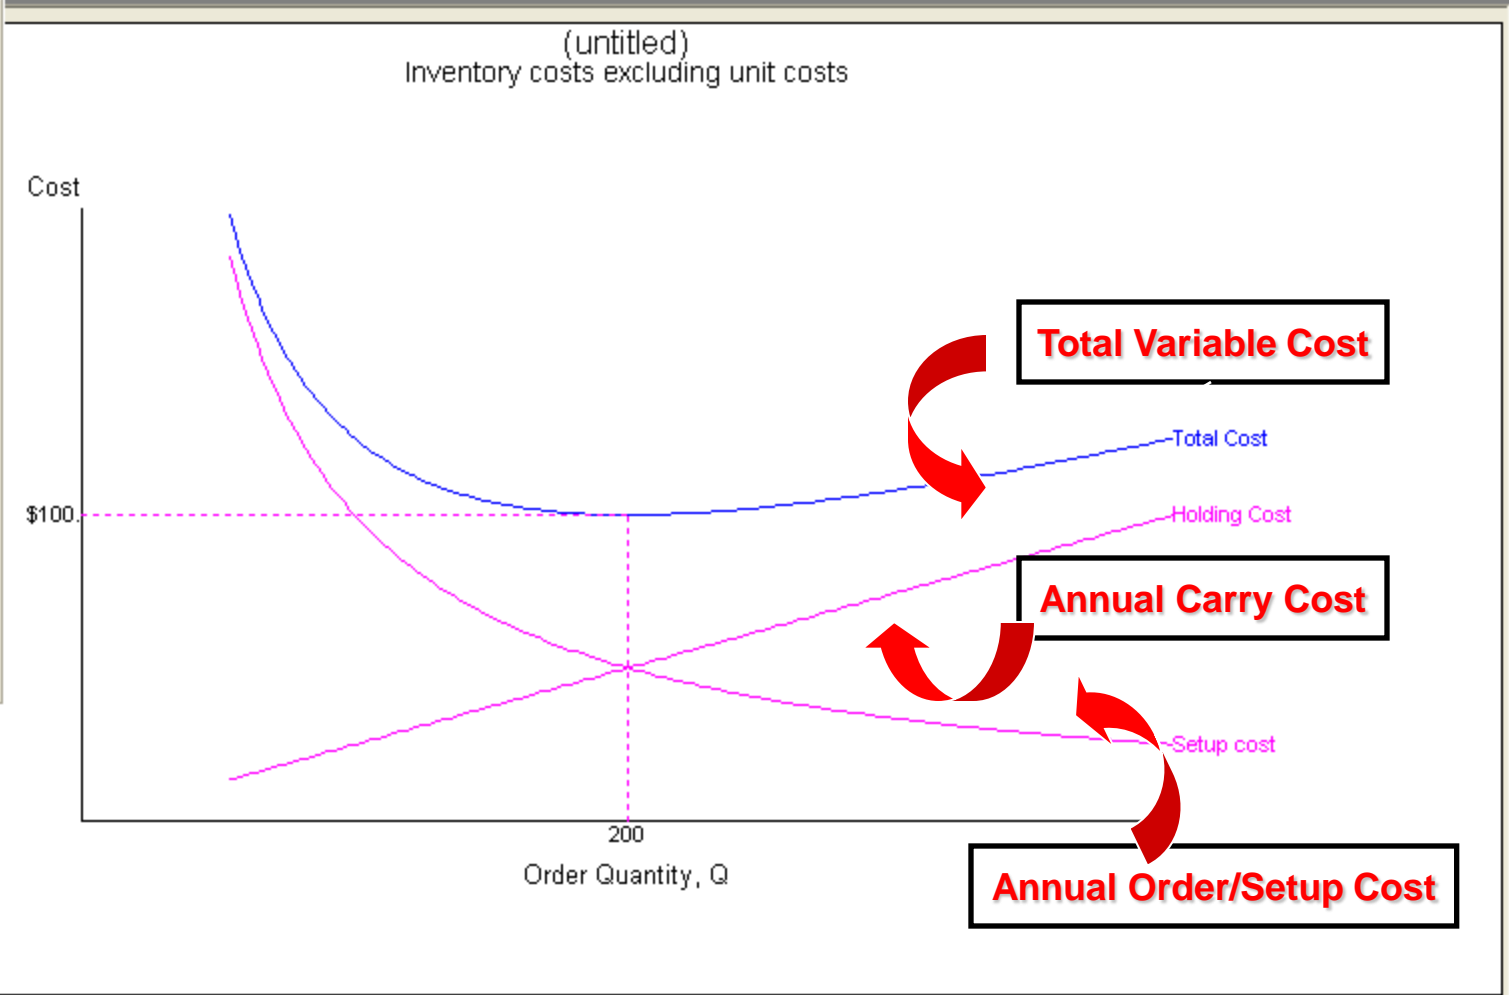 (untitled)
Inventory costs excluding unit costs
Cost
Total Variable Cost
Total Cost
$100.
Holding Cost
Annual Carry Cost
Setup cost
200
Order Quantity, Q
Annual Order/Setup Cost